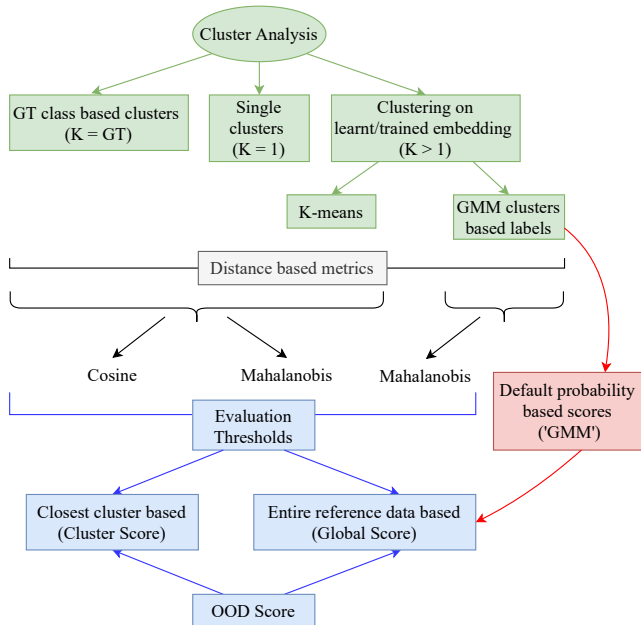 Cluster Analysis
GT class based clusters
(K = GT)
Single
clusters
(K = 1)
Clustering on
learnt/trained embedding
(K > 1)
K-means
GMM clusters
based labels
Distance based metrics
Cosine
Mahalanobis
Mahalanobis
Default probability
based scores
('GMM')
Evaluation
Thresholds
Closest cluster based
(Cluster Score)
Entire reference data based
(Global Score)
OOD Score